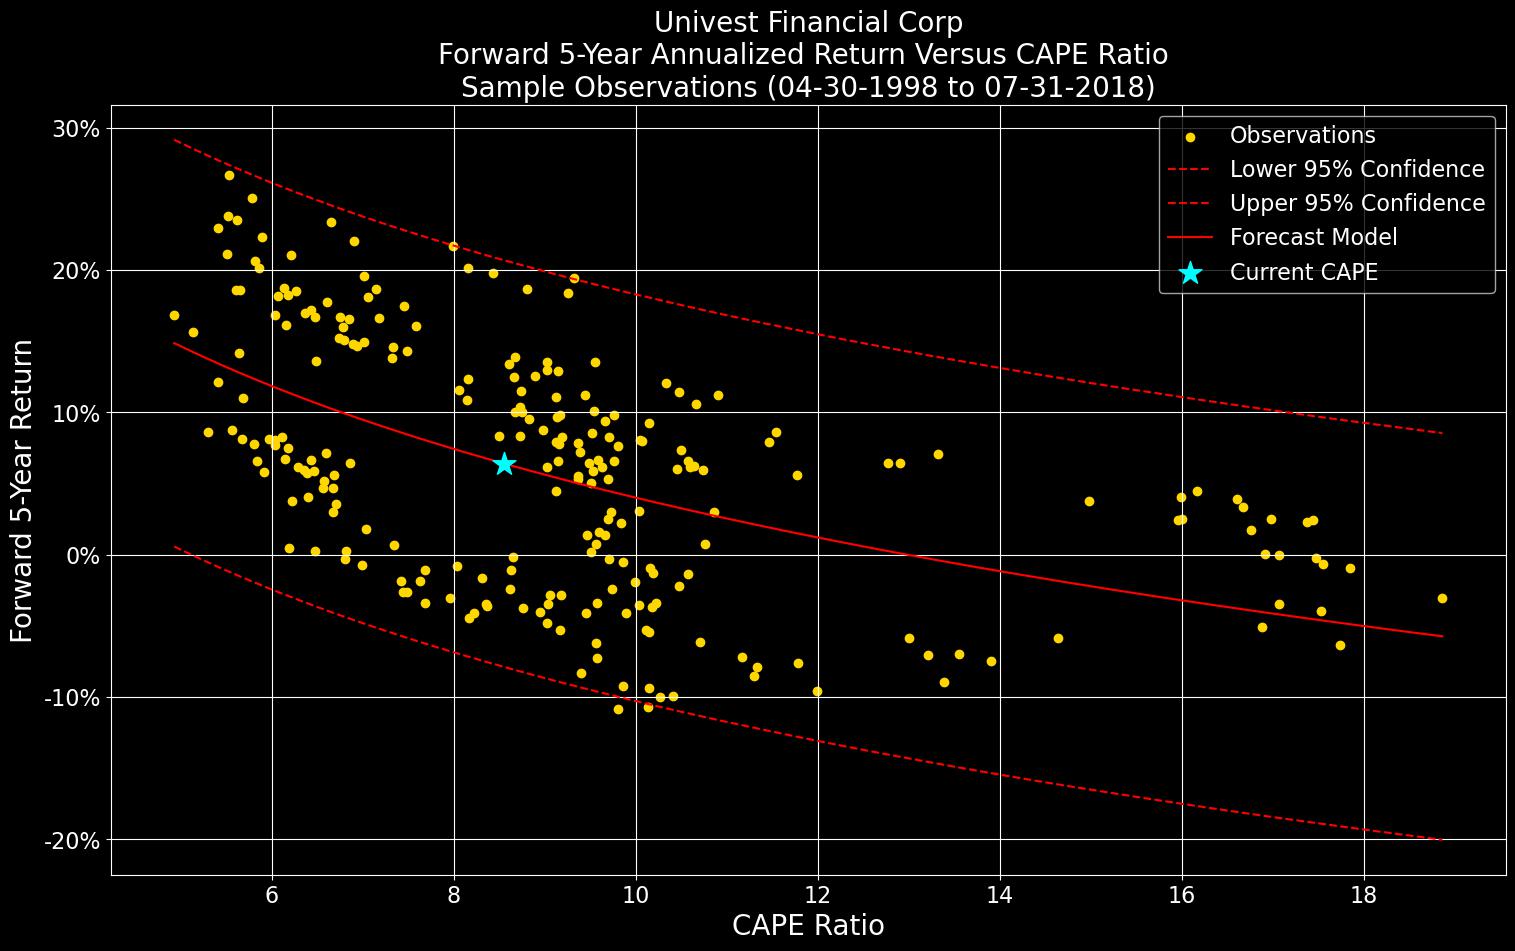 Univest Financial Corp
Forward 5-Year Annualized Return Versus CAPE Ratio
Sample Observations (04-30-1998 to 07-31-2018)
Observations
Lower 95% Confidence
Upper 95% Confidence
Forecast Model
Current CAPE
Forward 5-Year Return
30%
20%
10%
0%
-10%
-20%
6 8 10 12 14 16 18
CAPE Ratio